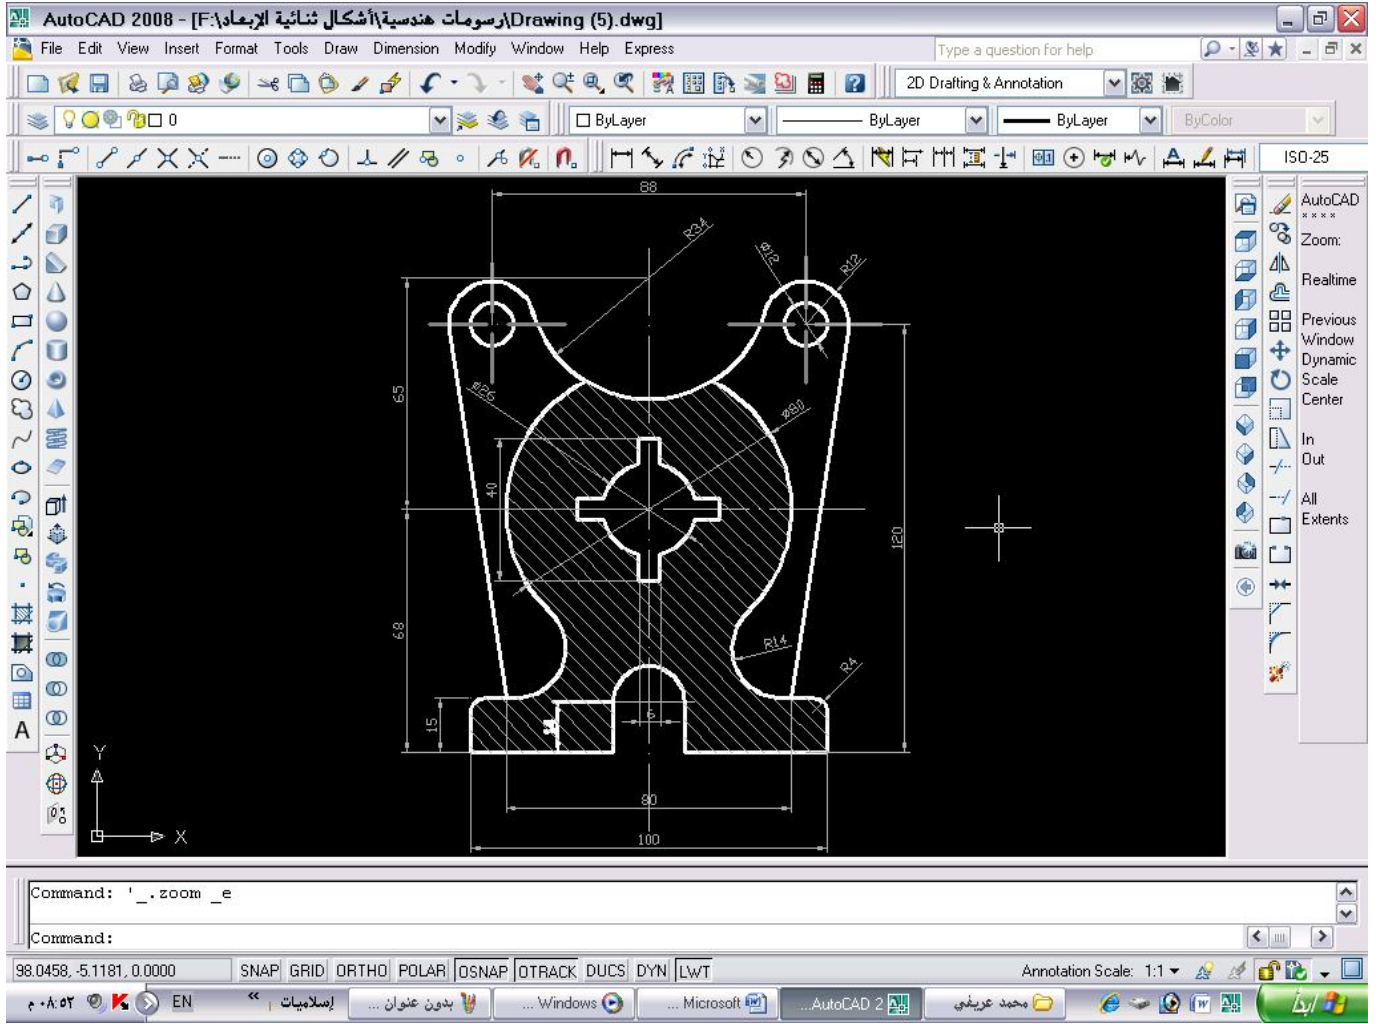 AutoCAD 2008 - [F:\رسومات هندسية\أشكال ثنائية الإبعاد\Drawing (5).dwg]
File Edit View Insert Format Tools Draw Dimension Modify Window Help Express
Type a question for help
2D Drafting & Annotation
0 ByLayer ByLayer ByLayer ByColor
ISO-25
AutoCAD
* * * *
Zoom:
Realtime
Previous
Window
Dynamic
Scale
Center
In
Out
All
Extents
88
R34
Ø12
R12
65
Ø26
Ø80
40
120
68
R14
R4
15
6
80
100
Y
X
A
Command: '_.zoom _e
Command:
98.0458, -5.1181, 0.0000 SNAP GRID ORTHO POLAR OSNAP OTRACK DUCS DYN LWT Annotation Scale: 1:1
٠٨:٥٢ م EN إسلاميات بدون عنوان ... Windows ... Microsoft ... AutoCAD 2... محمد عريفي ابدأ